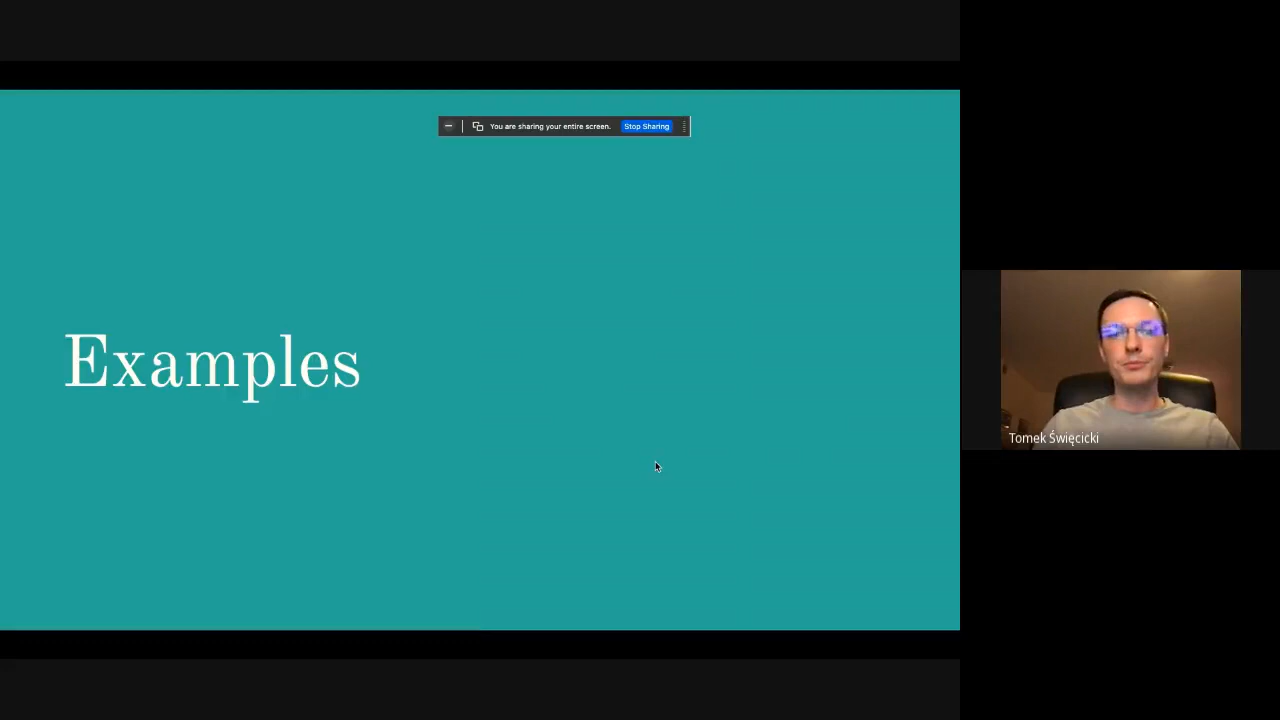 You are sharing your entire screen. Stop Sharing
Examples
Tomek Święcicki